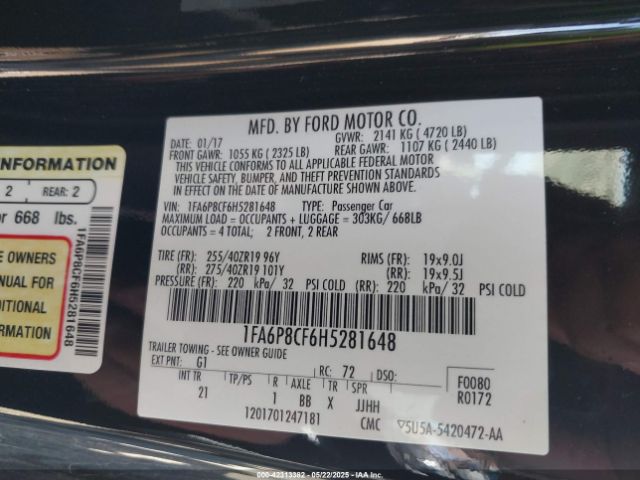 MFD. BY FORD MOTOR CO.
DATE: 01/17 GVWR: 2141 KG ( 4720 LB)
FRONT GAWR: 1055 KG ( 2325 LB) REAR GAWR: 1107 KG ( 2440 LB)
THIS VEHICLE CONFORMS TO ALL APPLICABLE FEDERAL MOTOR
VEHICLE SAFETY, BUMPER, AND THEFT PREVENTION STANDARDS
IN EFFECT ON THE DATE OF MANUFACTURE SHOWN ABOVE.
VIN: 1FA6P8CF6H5281648 TYPE: Passenger Car
MAXIMUM LOAD = OCCUPANTS + LUGGAGE = 303KG/ 668LB
OCCUPANTS = 4 TOTAL: 2 FRONT, 2 REAR
TIRE (FR): 255/40ZR19 96Y RIMS (FR): 19x9.0J
(RR): 275/40ZR19 101Y (RR): 19x9.5J
PRESSURE (FR): 220 kPa/ 32 PSI COLD (RR): 220 kPa/ 32 PSI COLD
1FA6P8CF6H5281648
TRAILER TOWING - SEE OWNER GUIDE
EXT PNT: G1 RC: 72 DSO: F0080
INT TR TP/PS R AXLE TR SPR R0172
21 1 BB X JJHH
1201701247181 CMC 5U5A-5420472-AA
INFORMATION
2 REAR: 2
or 668 lbs.
E OWNERS
ANUAL FOR
DDITIONAL
FORMATION
1FA6P8CF6H5281648
000-42313382 - 05/22/2025 - IAAI.COM